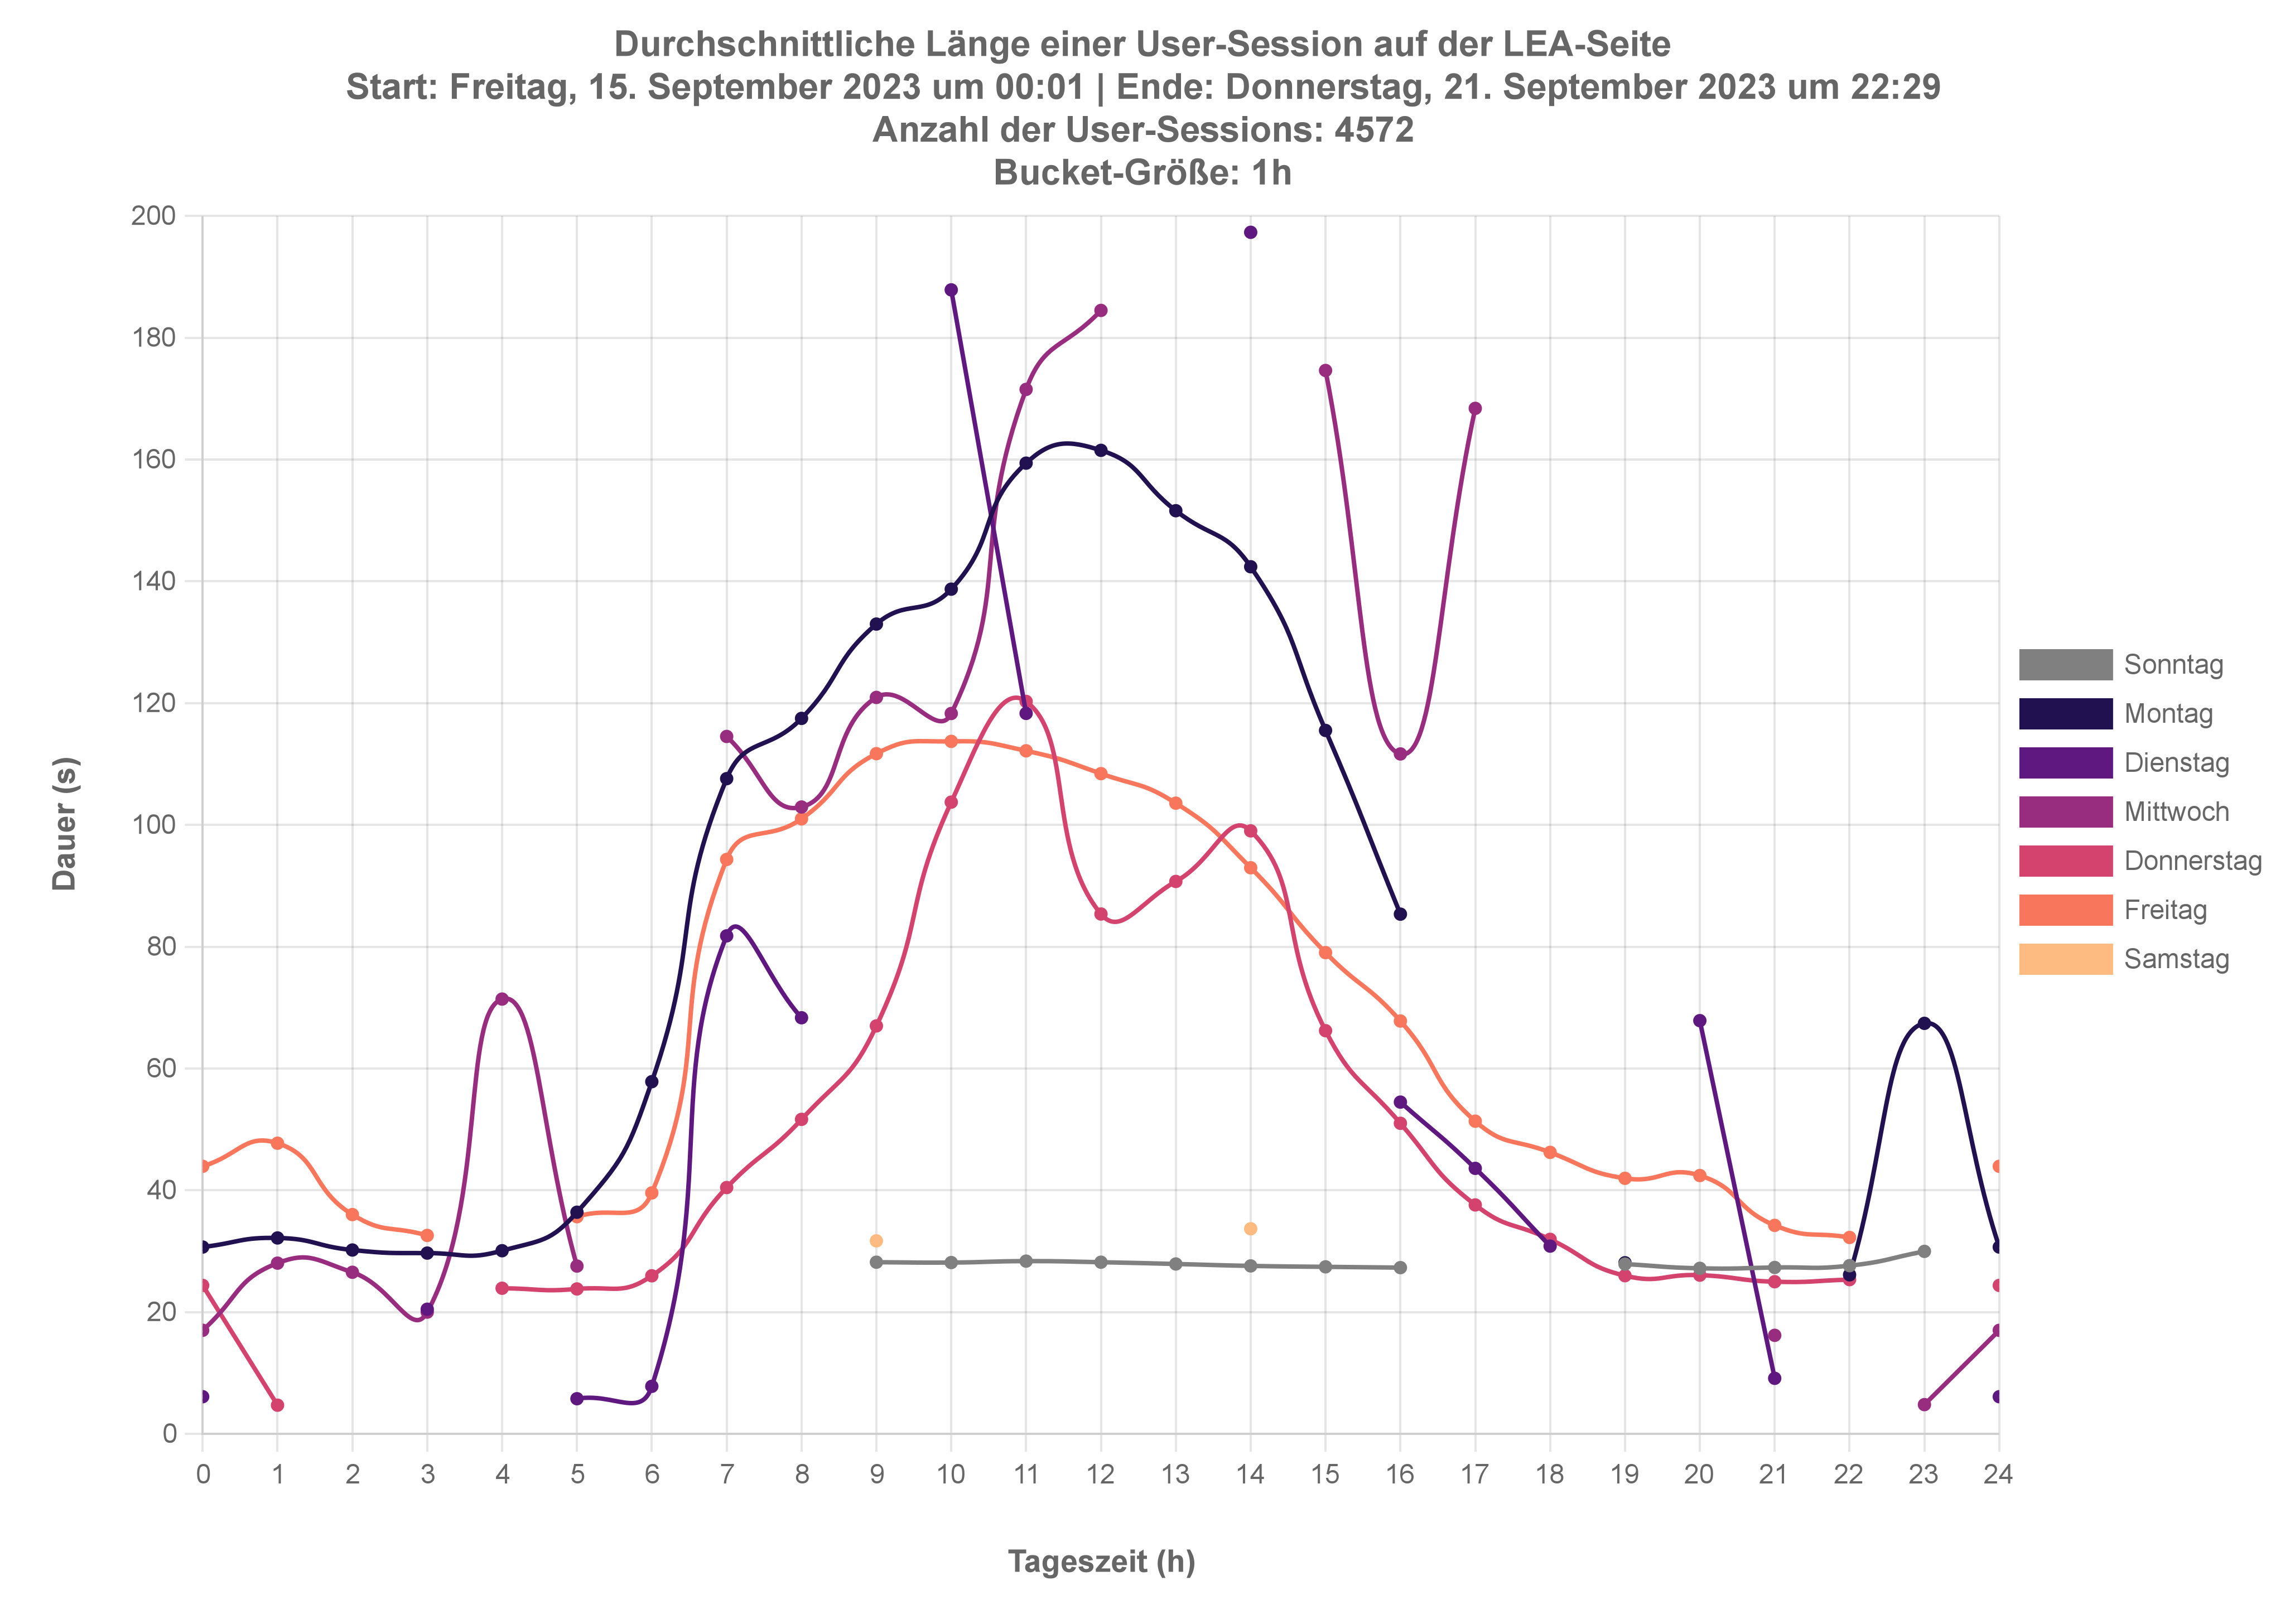 Durchschnittliche Länge einer User-Session auf der LEA-Seite
Start: Freitag, 15. September 2023 um 00:01 | Ende: Donnerstag, 21. September 2023 um 22:29
Anzahl der User-Sessions: 4572
Bucket-Größe: 1h
200
180
160
140
120
100
80
60
40
20
0
Dauer (s)
0 1 2 3 4 5 6 7 8 9 10 11 12 13 14 15 16 17 18 19 20 21 22 23 24
Tageszeit (h)
Sonntag
Montag
Dienstag
Mittwoch
Donnerstag
Freitag
Samstag